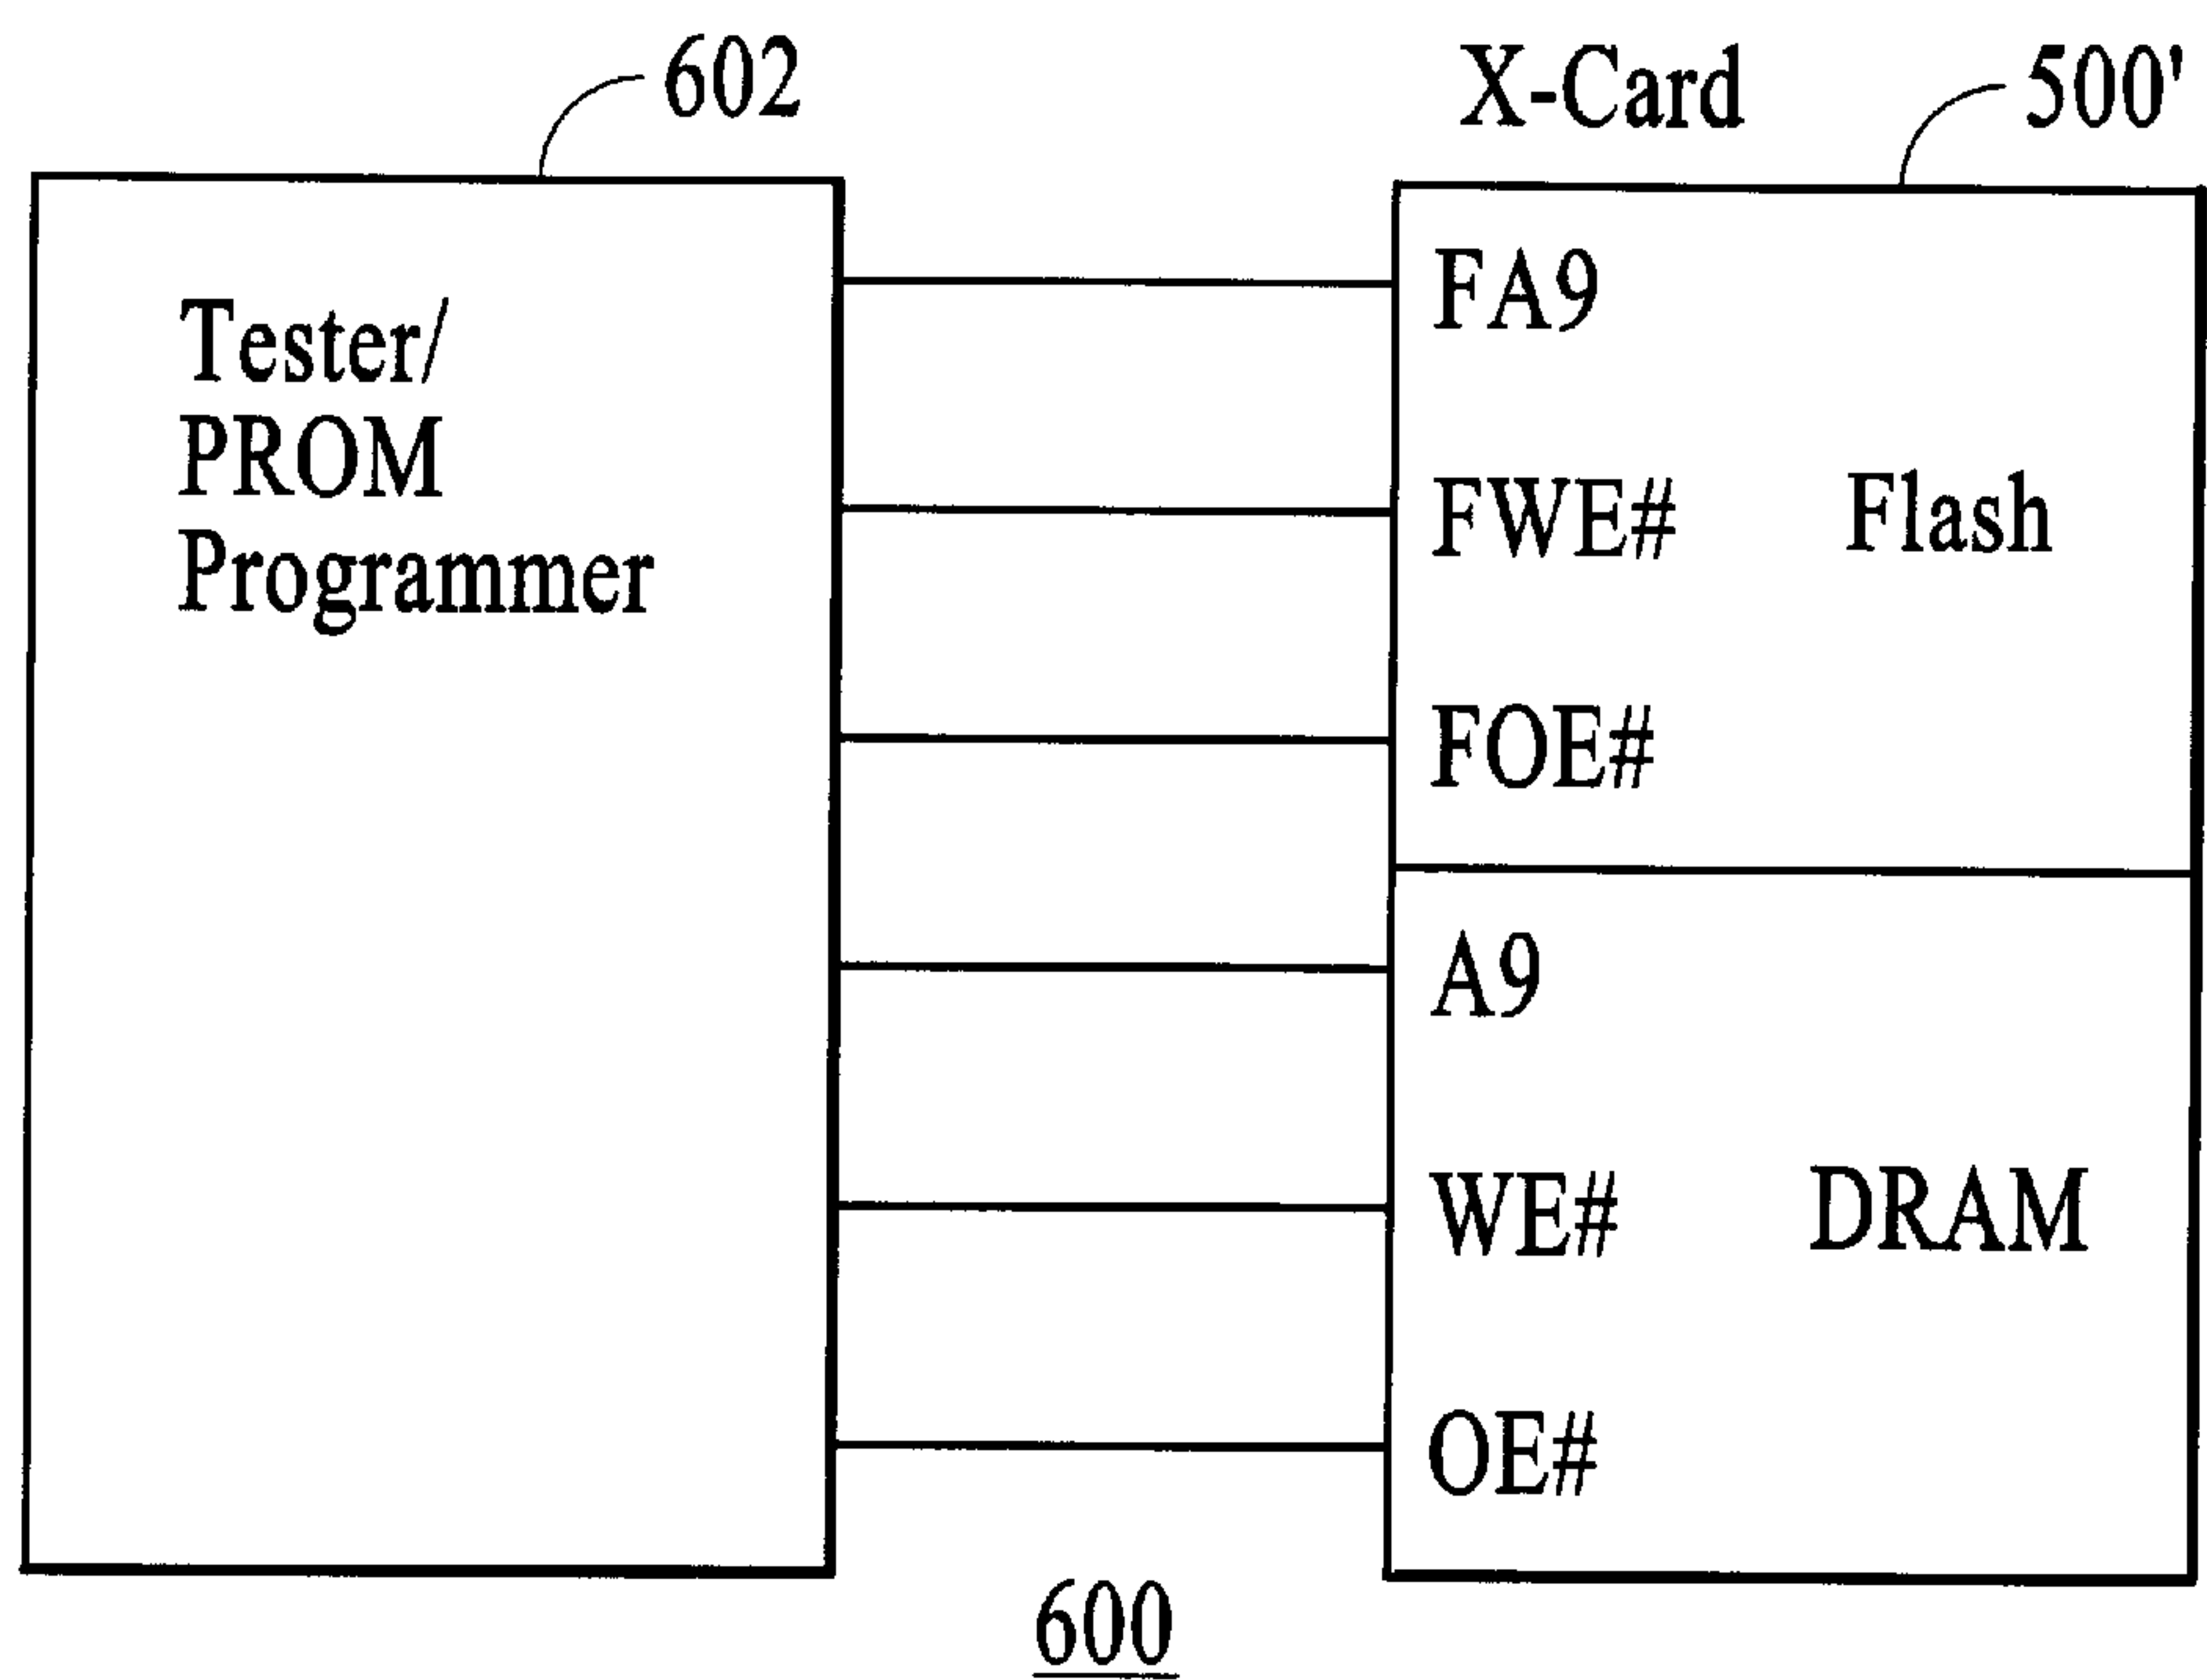 602
X-Card
500'
Tester/
PROM
Programmer
FA9
FWE#
Flash
FOE#
A9
WE#
DRAM
OE#
600